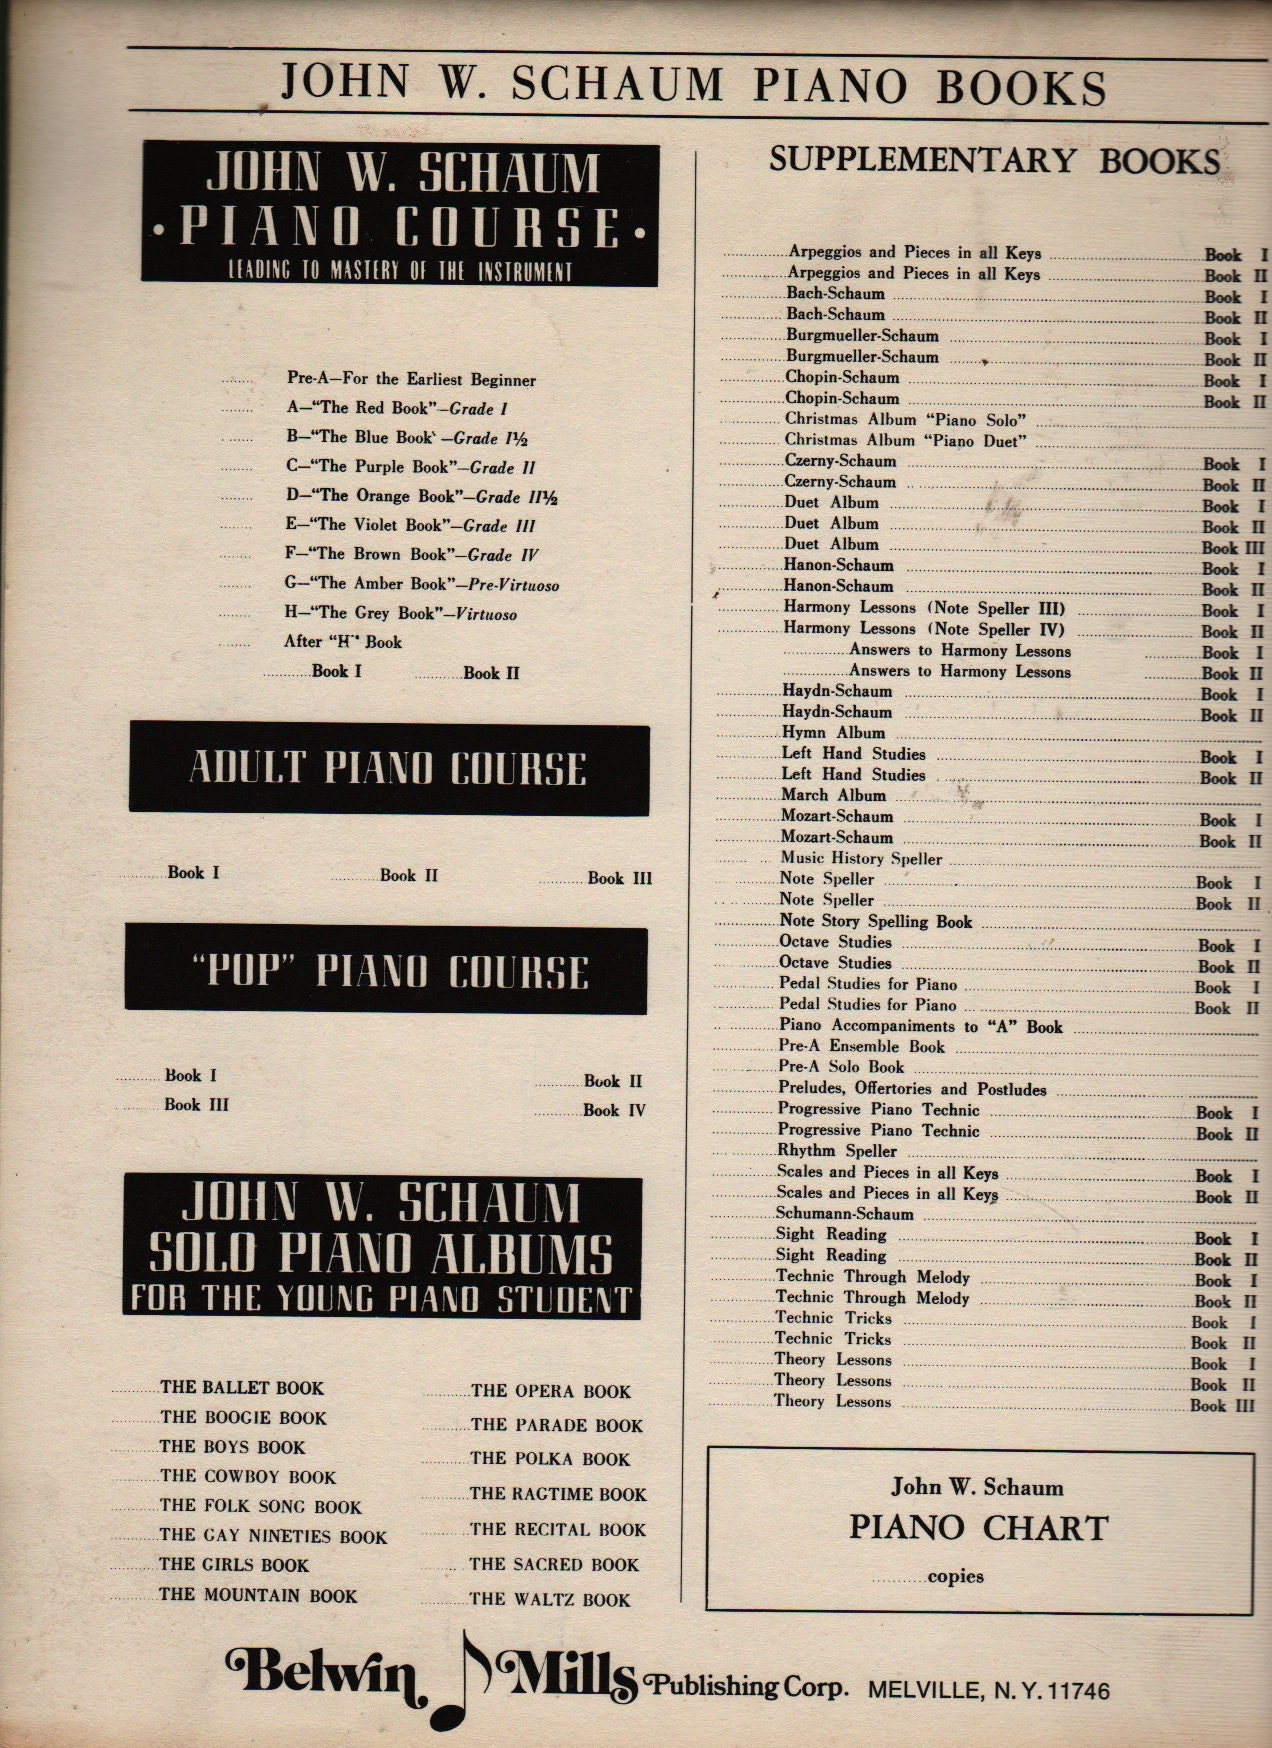 JOHN W. SCHAUM PIANO BOOKS
JOHN W. SCHAUM
· PIANO COURSE ·
LEADING TO MASTERY OF THE INSTRUMENT
Pre-A—For the Earliest Beginner
A—“The Red Book”—Grade I
B—“The Blue Book‘ —Grade I½
C—“The Purple Book”—Grade II
D—“The Orange Book”—Grade II½
E—“The Violet Book”—Grade III
F—“The Brown Book”—Grade IV
G—“The Amber Book”—Pre-Virtuoso
H—“The Grey Book”—Virtuoso
After “H” Book
Book I Book II
ADULT PIANO COURSE
Book I Book II Book III
“POP” PIANO COURSE
Book I Book II
Book III Book IV
JOHN W. SCHAUM
SOLO PIANO ALBUMS
FOR THE YOUNG PIANO STUDENT
THE BALLET BOOK
THE BOOGIE BOOK
THE BOYS BOOK
THE COWBOY BOOK
THE FOLK SONG BOOK
THE GAY NINETIES BOOK
THE GIRLS BOOK
THE MOUNTAIN BOOK
THE OPERA BOOK
THE PARADE BOOK
THE POLKA BOOK
THE RAGTIME BOOK
THE RECITAL BOOK
THE SACRED BOOK
THE WALTZ BOOK
SUPPLEMENTARY BOOKS
Arpeggios and Pieces in all Keys Book I
Arpeggios and Pieces in all Keys Book II
Bach-Schaum Book I
Bach-Schaum Book II
Burgmueller-Schaum Book I
Burgmueller-Schaum Book II
Chopin-Schaum Book I
Chopin-Schaum Book II
Christmas Album “Piano Solo”
Christmas Album “Piano Duet”
Czerny-Schaum Book I
Czerny-Schaum Book II
Duet Album Book I
Duet Album Book II
Duet Album Book III
Hanon-Schaum Book I
Hanon-Schaum Book II
Harmony Lessons (Note Speller III) Book I
Harmony Lessons (Note Speller IV) Book II
Answers to Harmony Lessons Book I
Answers to Harmony Lessons Book II
Haydn-Schaum Book I
Haydn-Schaum Book II
Hymn Album
Left Hand Studies Book I
Left Hand Studies Book II
March Album
Mozart-Schaum Book I
Mozart-Schaum Book II
Music History Speller
Note Speller Book I
Note Speller Book II
Note Story Spelling Book
Octave Studies Book I
Octave Studies Book II
Pedal Studies for Piano Book I
Pedal Studies for Piano Book II
Piano Accompaniments to “A” Book
Pre-A Ensemble Book
Pre-A Solo Book
Preludes, Offertories and Postludes
Progressive Piano Technic Book I
Progressive Piano Technic Book II
Rhythm Speller
Scales and Pieces in all Keys Book I
Scales and Pieces in all Keys Book II
Schumann-Schaum
Sight Reading Book I
Sight Reading Book II
Technic Through Melody Book I
Technic Through Melody Book II
Technic Tricks Book I
Technic Tricks Book II
Theory Lessons Book I
Theory Lessons Book II
Theory Lessons Book III
John W. Schaum
PIANO CHART
copies
Belwin Mills Publishing Corp. MELVILLE, N.Y. 11746